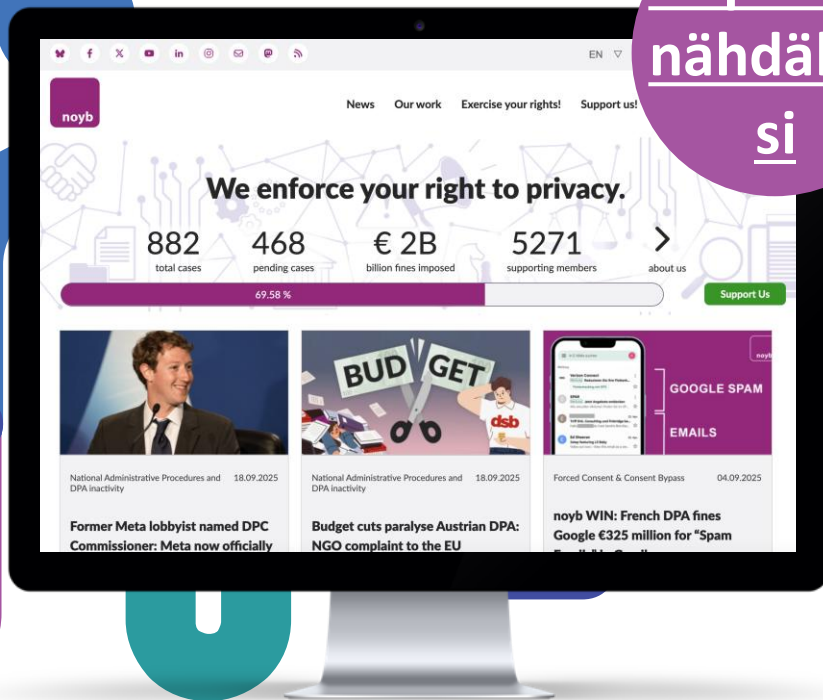 nähdäk
si
EN
noyb
News Our work Exercise your rights! Support us!
We enforce your right to privacy.
882 468 € 2B 5271
total cases pending cases billion fines imposed supporting members about us
69.58 %
Support Us
BUD GET
dsb
noyb
GOOGLE SPAM
EMAILS
National Administrative Procedures and 18.09.2025
DPA inactivity
Former Meta lobbyist named DPC
Commissioner: Meta now officially
National Administrative Procedures and 18.09.2025
DPA inactivity
Budget cuts paralyse Austrian DPA:
NGO complaint to the EU
Forced Consent & Consent Bypass 04.09.2025
noyb WIN: French DPA fines
Google €325 million for “Spam